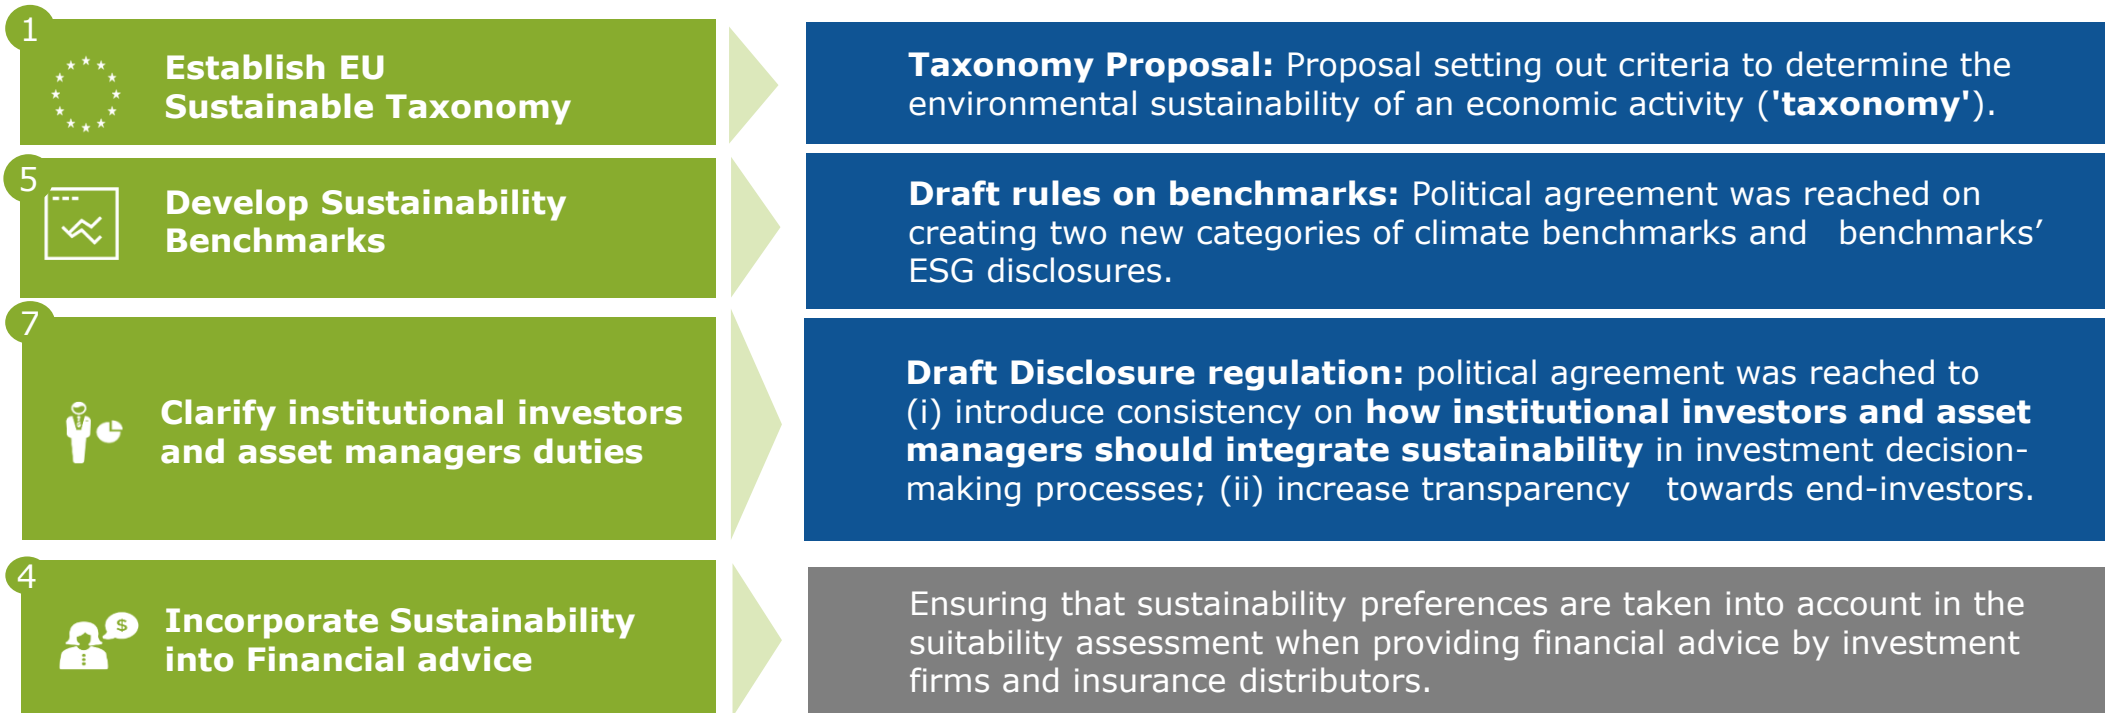 1
Establish EU
Sustainable Taxonomy
Taxonomy Proposal: Proposal setting out criteria to determine the
environmental sustainability of an economic activity ('taxonomy').
5
Develop Sustainability
Benchmarks
Draft rules on benchmarks: Political agreement was reached on
creating two new categories of climate benchmarks and benchmarks’
ESG disclosures.
7
Clarify institutional investors
and asset managers duties
Draft Disclosure regulation: political agreement was reached to
(i) introduce consistency on how institutional investors and asset
managers should integrate sustainability in investment decision-
making processes; (ii) increase transparency towards end-investors.
4
$
Incorporate Sustainability
into Financial advice
Ensuring that sustainability preferences are taken into account in the
suitability assessment when providing financial advice by investment
firms and insurance distributors.